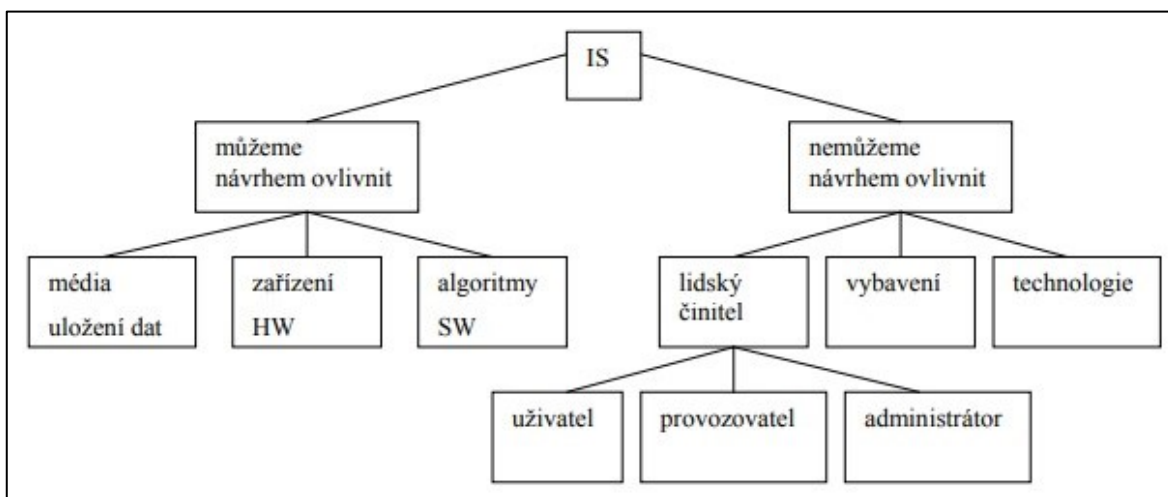 IS
můžeme
návrhem ovlivnit
nemůžeme
návrhem ovlivnit
média
uložení dat
zařízení
HW
algoritmy
SW
lidský
činitel
vybavení
technologie
uživatel
provozovatel
administrátor